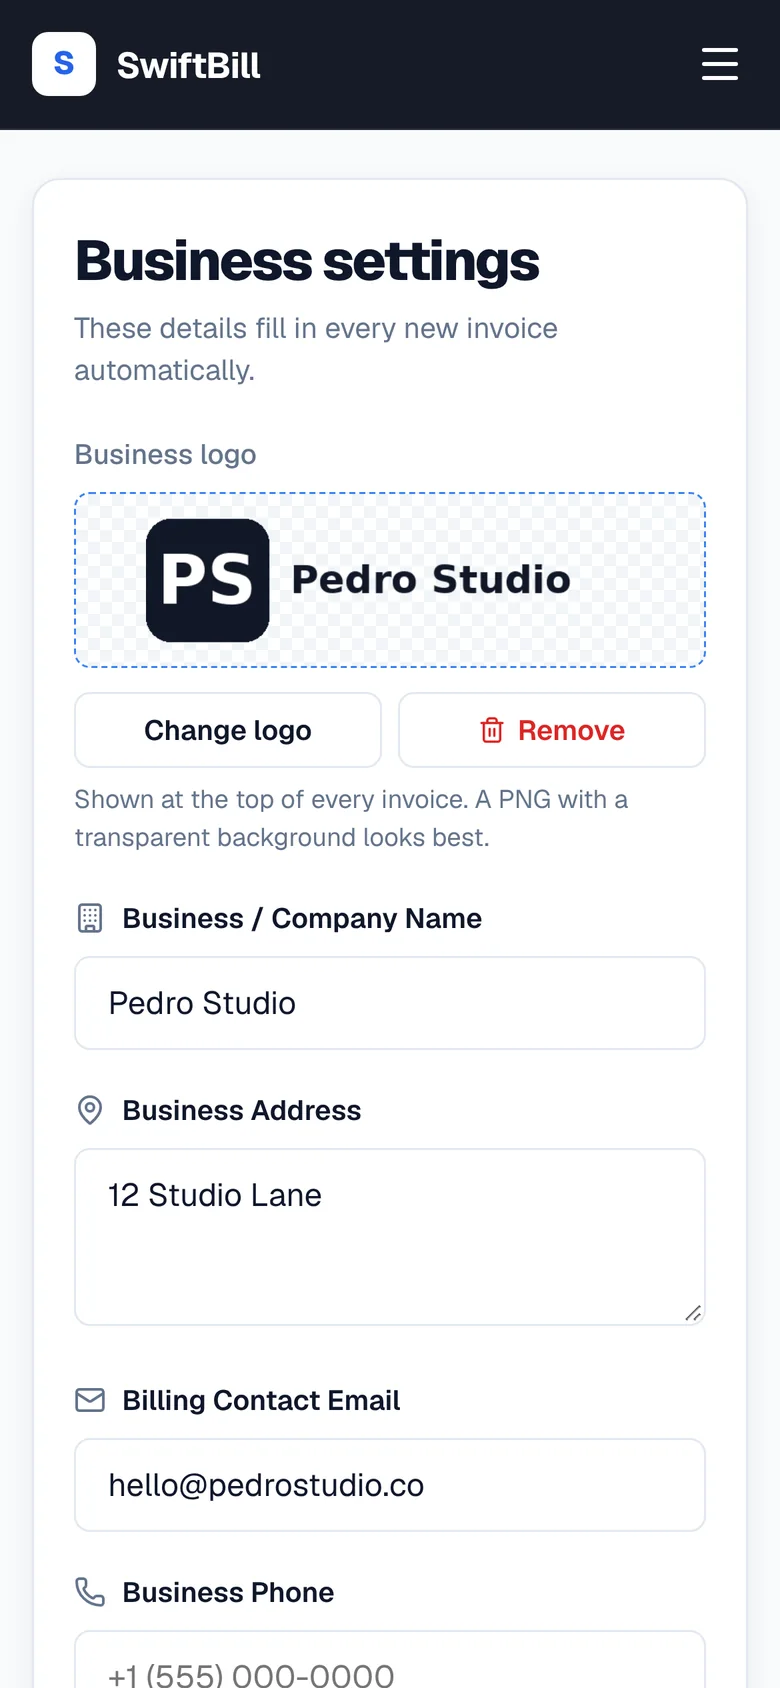 S SwiftBill
Business settings
These details fill in every new invoice
automatically.
Business logo
PS Pedro Studio
Change logo Remove
Shown at the top of every invoice. A PNG with a
transparent background looks best.
Business / Company Name
Pedro Studio
Business Address
12 Studio Lane
Billing Contact Email
hello@pedrostudio.co
Business Phone
+1 (555) 000-0000